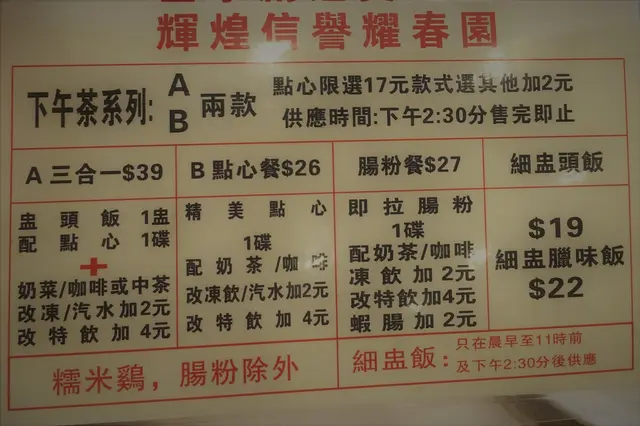 輝煌信譽耀春園
下午茶系列:
A
B
兩款
點心限選17元款式選其他加2元
供應時間:下午2:30分售完即止
A 三合一$39
盅頭飯 1盅
配點心 1碟
+
奶菜/咖啡或中茶
改凍/汽水加2元
改特飲加 4元
B 點心餐$26
精美點心
1碟
配奶茶/咖啡
改凍飲/汽水加2元
改特飲加 4元
腸粉餐$27
即拉腸粉
1碟
配奶茶/咖啡
凍飲加 2元
改特飲加4元
蝦腸加 2元
細盅頭飯
$19
細盅臘味飯
$22
糯米鷄，腸粉除外
細盅飯:
只在晨早至11時前
及下午2:30分後供應